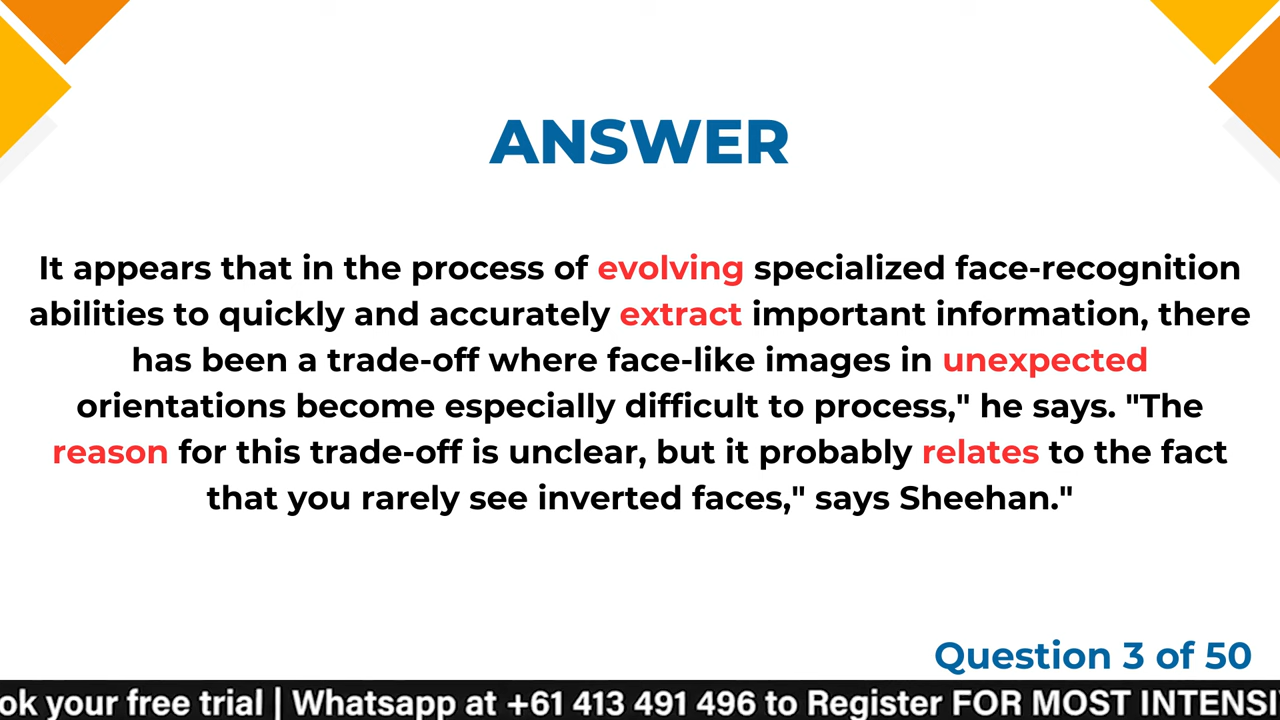 ANSWER
It appears that in the process of evolving specialized face-recognition
abilities to quickly and accurately extract important information, there
has been a trade-off where face-like images in unexpected
orientations become especially difficult to process," he says. "The
reason for this trade-off is unclear, but it probably relates to the fact
that you rarely see inverted faces," says Sheehan."
Question 3 of 50
ok your free trial | Whatsapp at +61 413 491 496 to Register FOR MOST INTENSI